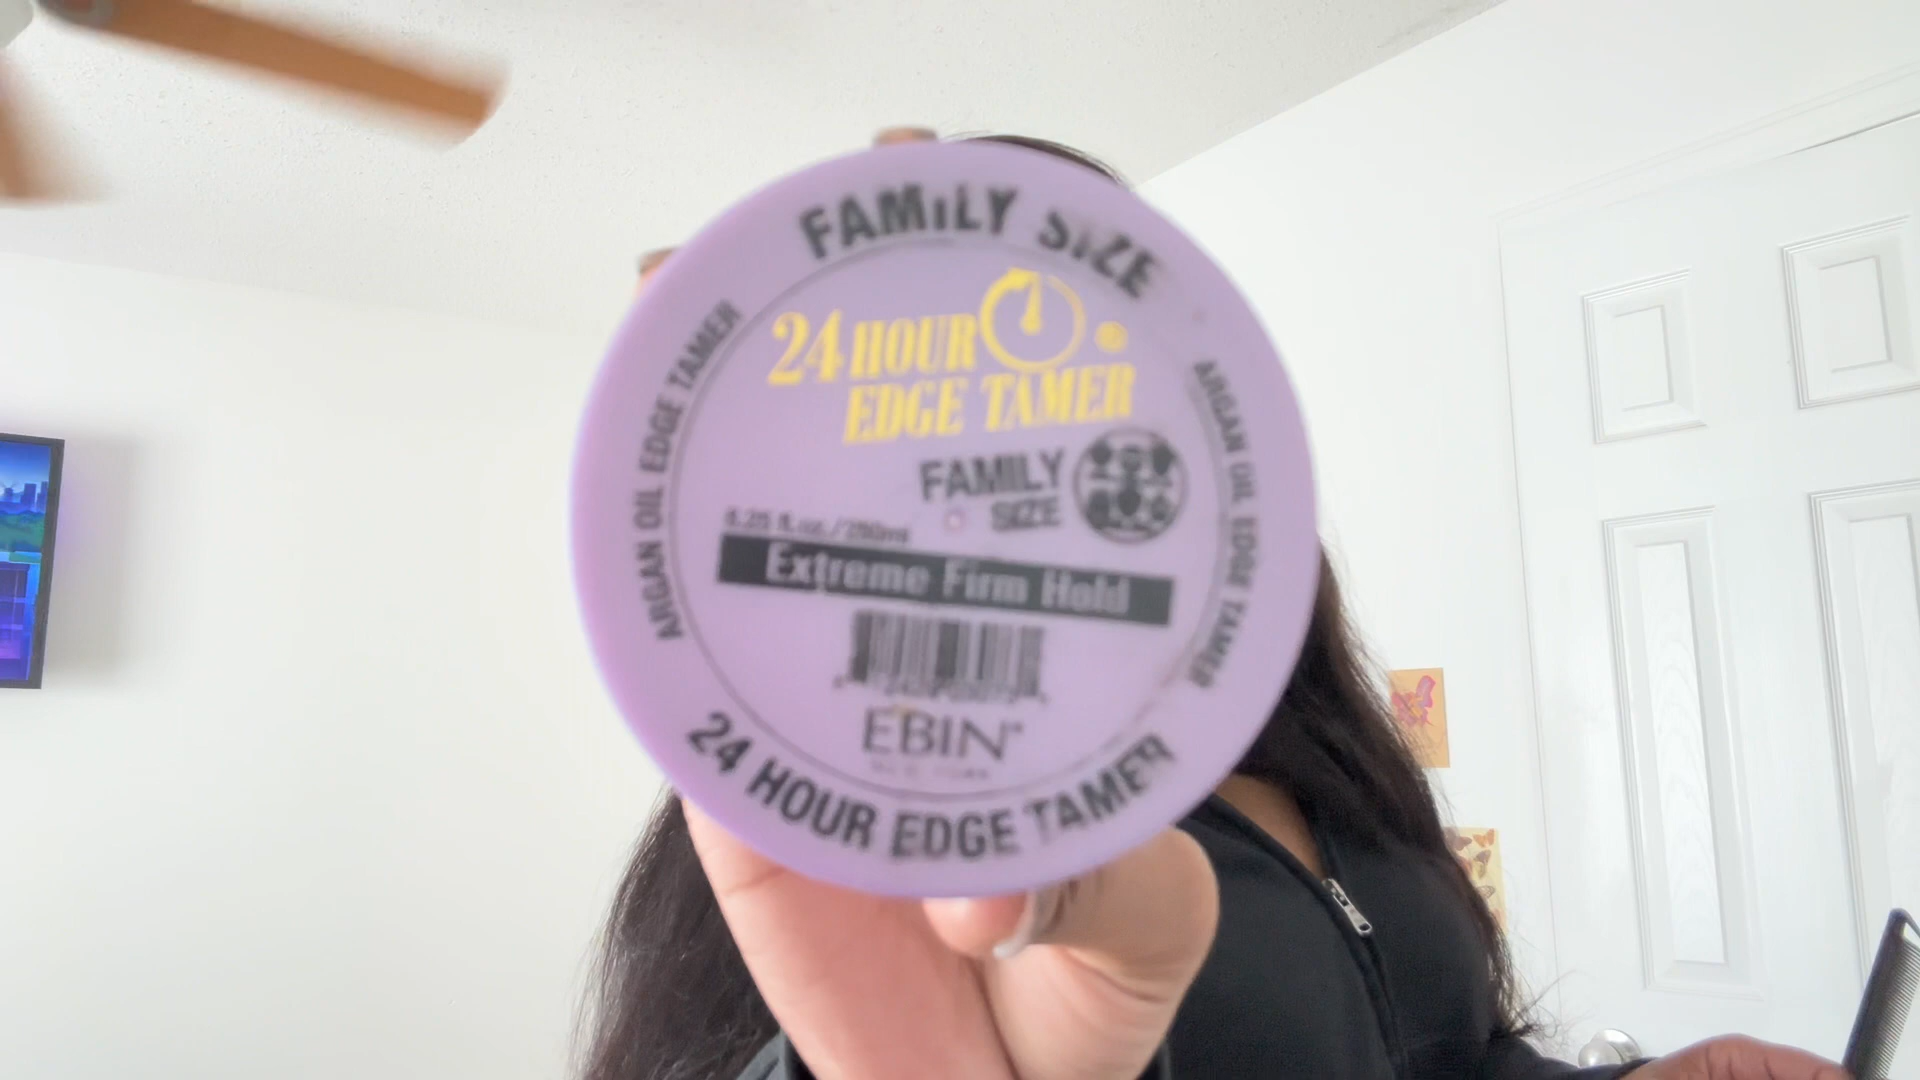 FAMILY SIZE
ARGAN OIL EDGE TAMER
24 HOUR
EDGE TAMER
ARGAN OIL EDGE TAMER
FAMILY
SIZE
Extreme Firm Hold
EBIN
24 HOUR EDGE TAMER